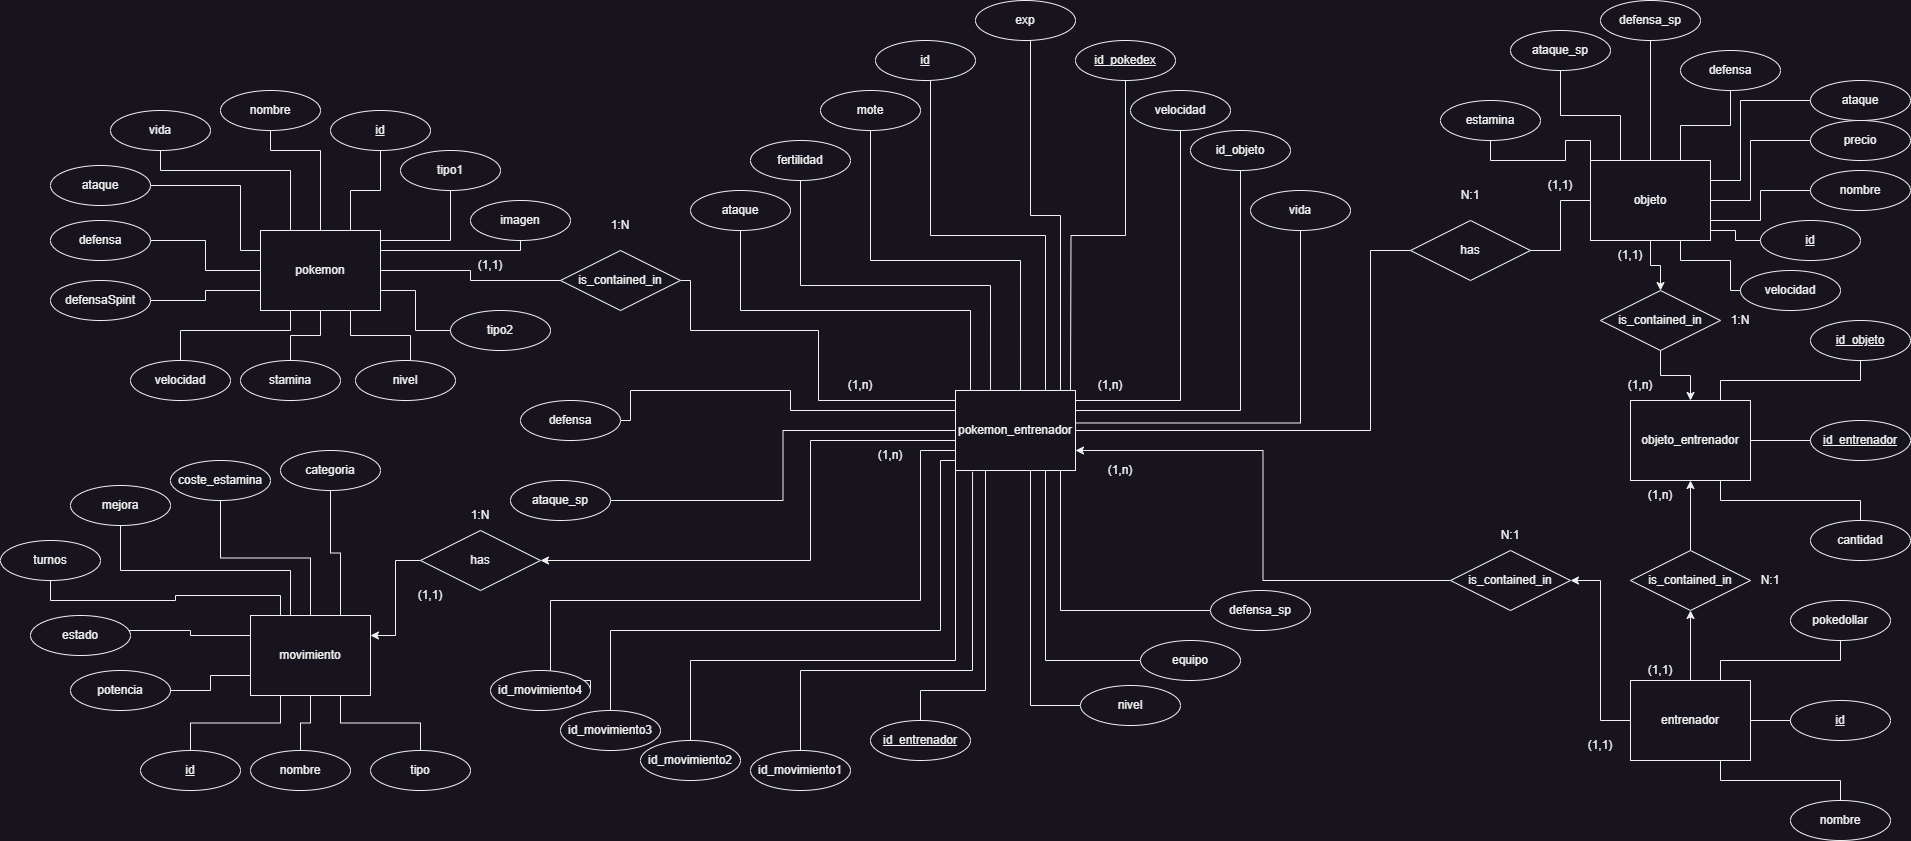 exp
defensa_sp
ataque_sp
id
id_pokedex
defensa
ataque
nombre
mote
velocidad
estamina
vida
id
precio
fertilidad
id_objeto
tipo1
ataque
nombre
(1,1)
N:1
objeto
imagen
ataque
vida
1:N
defensa
id
has
(1,1)
pokemon
(1,1)
is_contained_in
defensaSpint
velocidad
is_contained_in
1:N
tipo2
id_objeto
velocidad
stamina
nivel
(1,n)
(1,n)
(1,n)
defensa
pokemon_entrenador
objeto_entrenador
id_entrenador
(1,n)
(1,n)
categoria
coste_estamina
mejora
ataque_sp
(1,n)
1:N
N:1
cantidad
turnos
has
is_contained_in
is_contained_in
N:1
(1,1)
defensa_sp
pokedollar
estado
movimiento
equipo
(1,1)
potencia
id_movimiento4
nivel
entrenador
id
id_movimiento3
id_entrenador
(1,1)
id_movimiento2
id
nombre
tipo
id_movimiento1
nombre